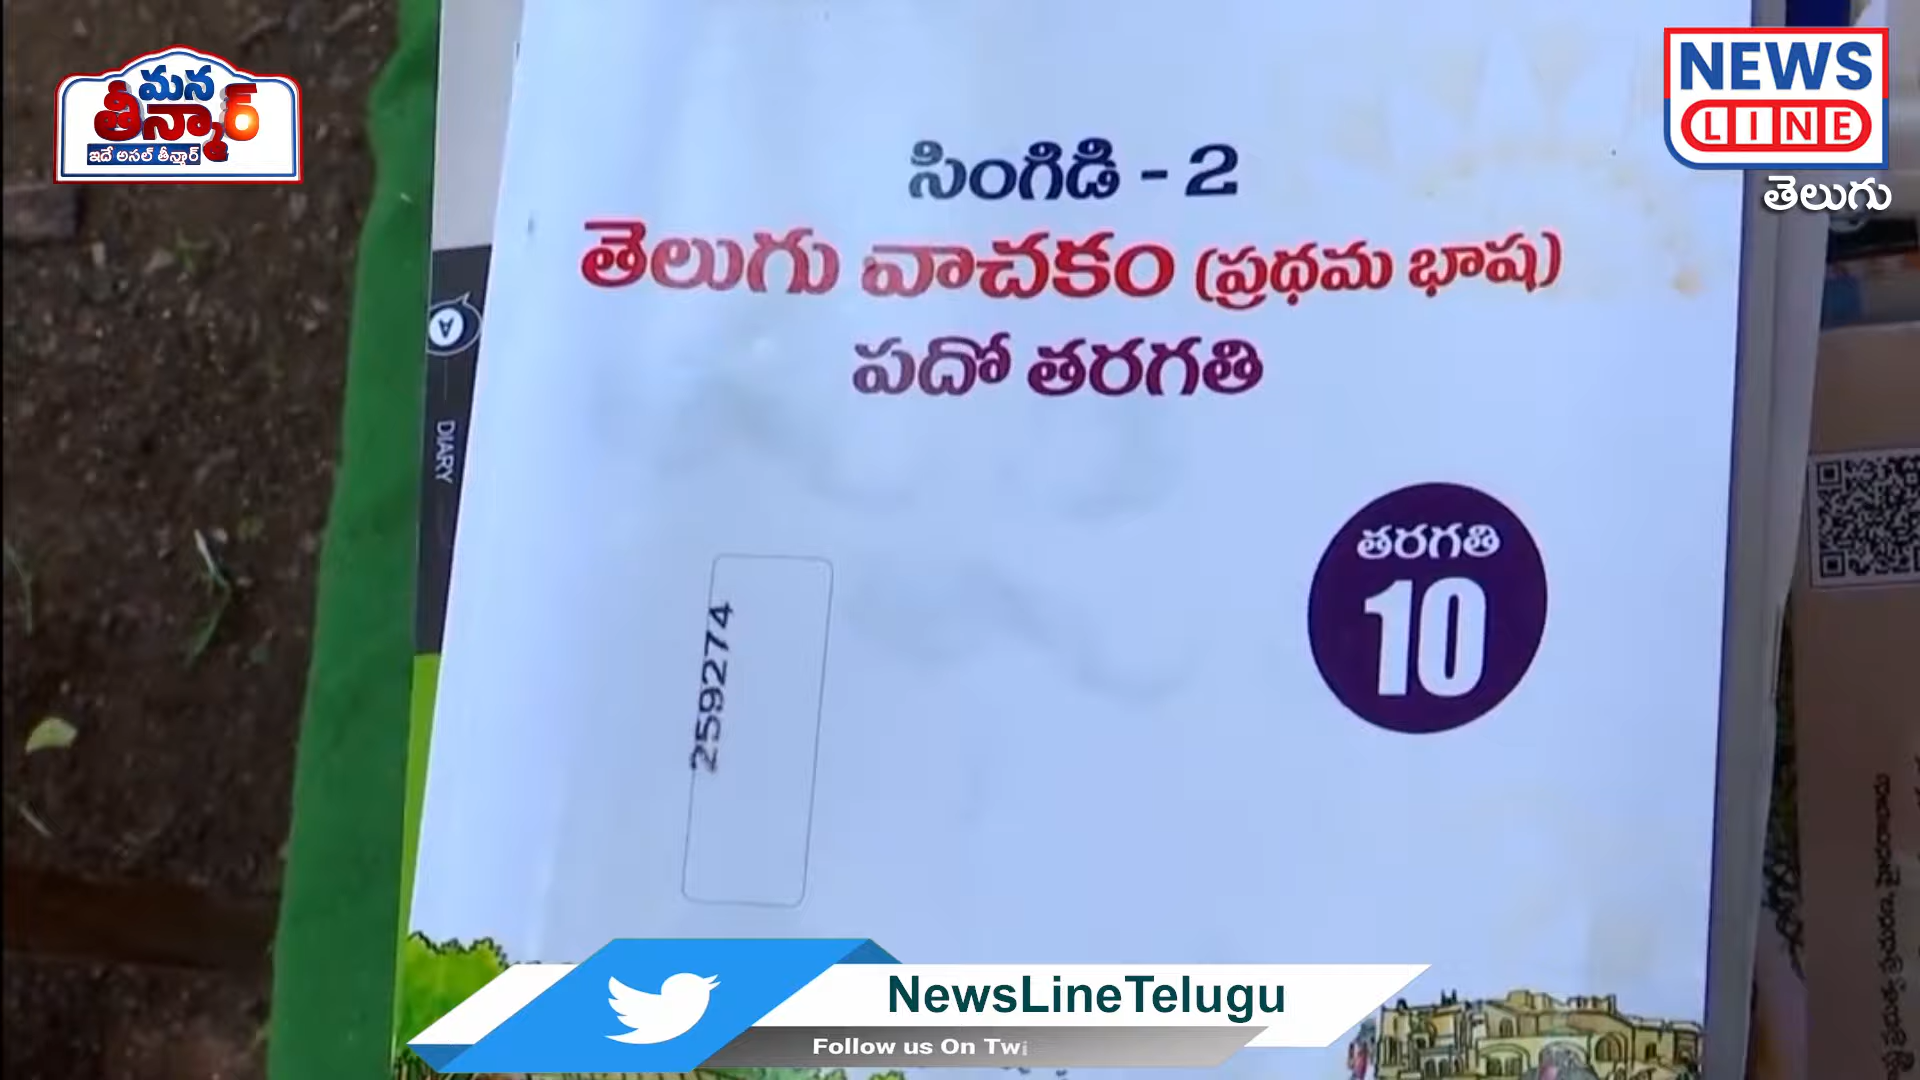 మన
తీన్మార్
ఇదే అసల్ తీన్మార్
NEWS
LINE
తెలుగు
సింగిడి - 2
తెలుగు వాచకం (ప్రథమ భాష)
పదో తరగతి
A
DIARY
తరగతి
10
259274
NewsLineTelugu
Follow us On Twi